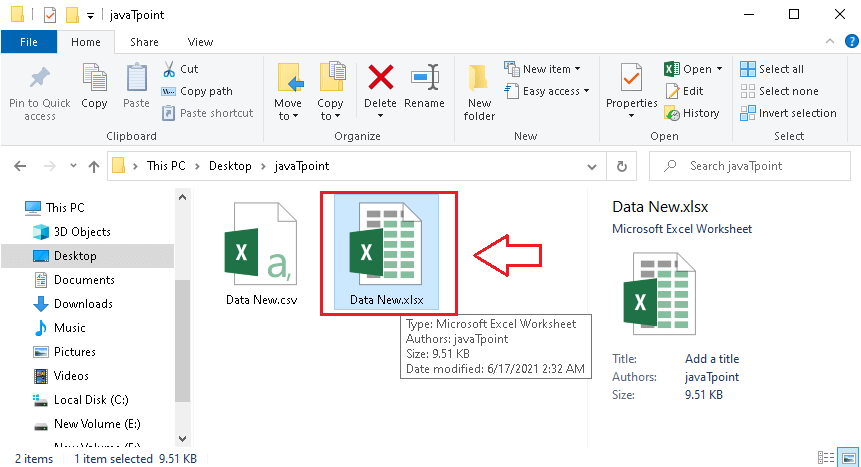 javaTpoint
File Home Share View
Pin to Quick access
Copy
Paste
Cut
Copy path
Paste shortcut
Clipboard
Move to
Copy to
Delete
Rename
Organize
New folder
New item
Easy access
New
Properties
Open
Edit
History
Open
Select all
Select none
Invert selection
Select
This PC > Desktop > javaTpoint
Search javaTpoint
This PC
3D Objects
Desktop
Documents
Downloads
Music
Pictures
Videos
Local Disk (C:)
New Volume (E:)
New Volume (E:)
Data New.csv
Data New.xlsx
Type: Microsoft Excel Worksheet
Authors: javaTpoint
Size: 9.51 KB
Date modified: 6/17/2021 2:32 AM
Data New.xlsx
Microsoft Excel Worksheet
Title: Add a title
Authors: javaTpoint
Size: 9.51 KB
2 items 1 item selected 9.51 KB